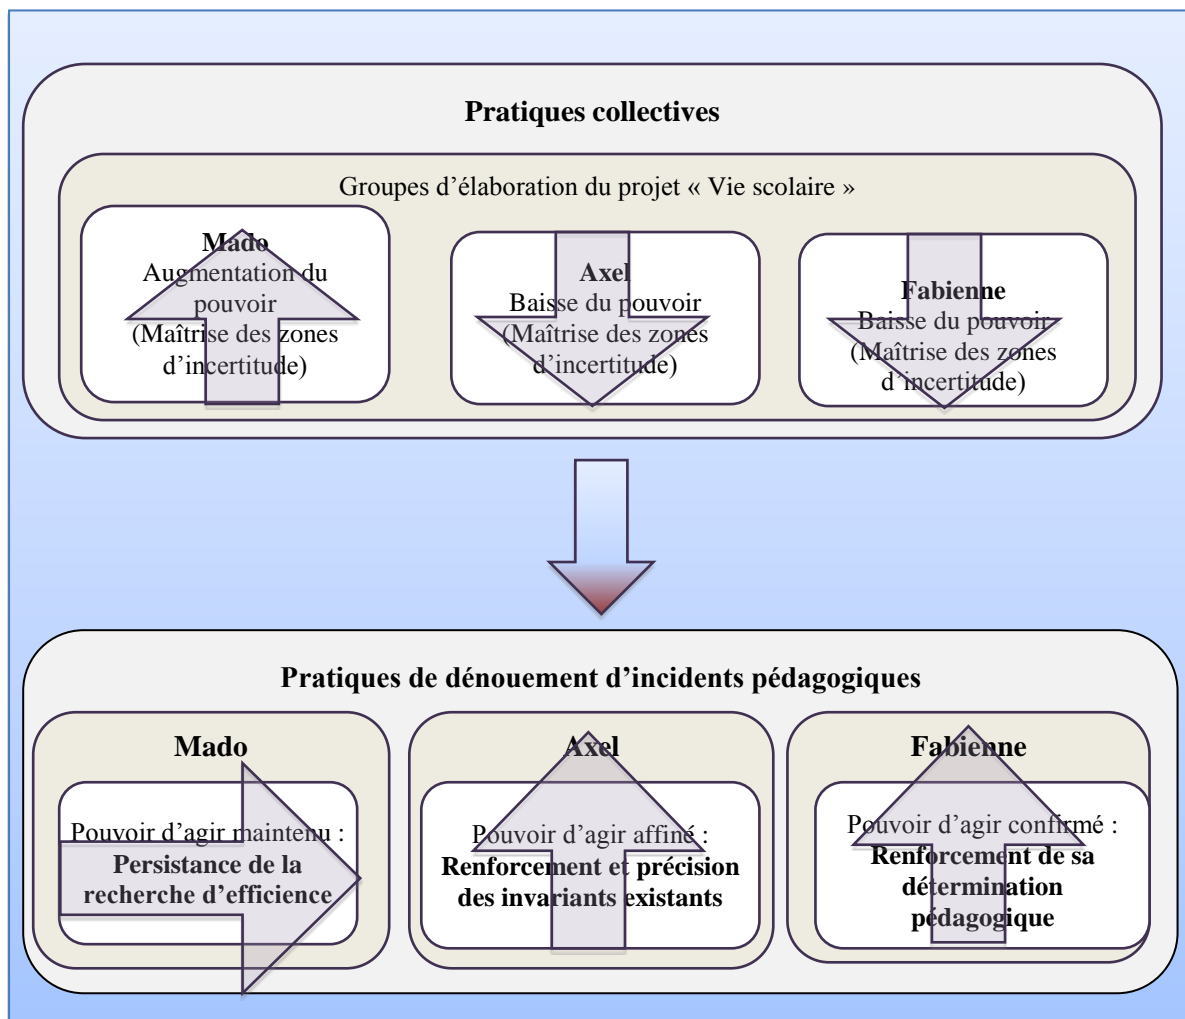 Pratiques collectives
Groupes d'élaboration du projet « Vie scolaire »
Mado
Augmentation du
pouvoir
(Maîtrise des zones
d'incertitude)
Axel
Baisse du pouvoir
(Maîtrise des zones
d'incertitude)
Fabienne
Baisse du pouvoir
(Maîtrise des zones
d'incertitude)
Pratiques de dénouement d'incidents pédagogiques
Mado
Pouvoir d'agir maintenu :
Persistance de la
recherche d'efficience
Axel
Pouvoir d'agir affiné :
Renforcement et précision
des invariants existants
Fabienne
Pouvoir d'agir confirmé :
Renforcement de sa
détermination
pédagogique